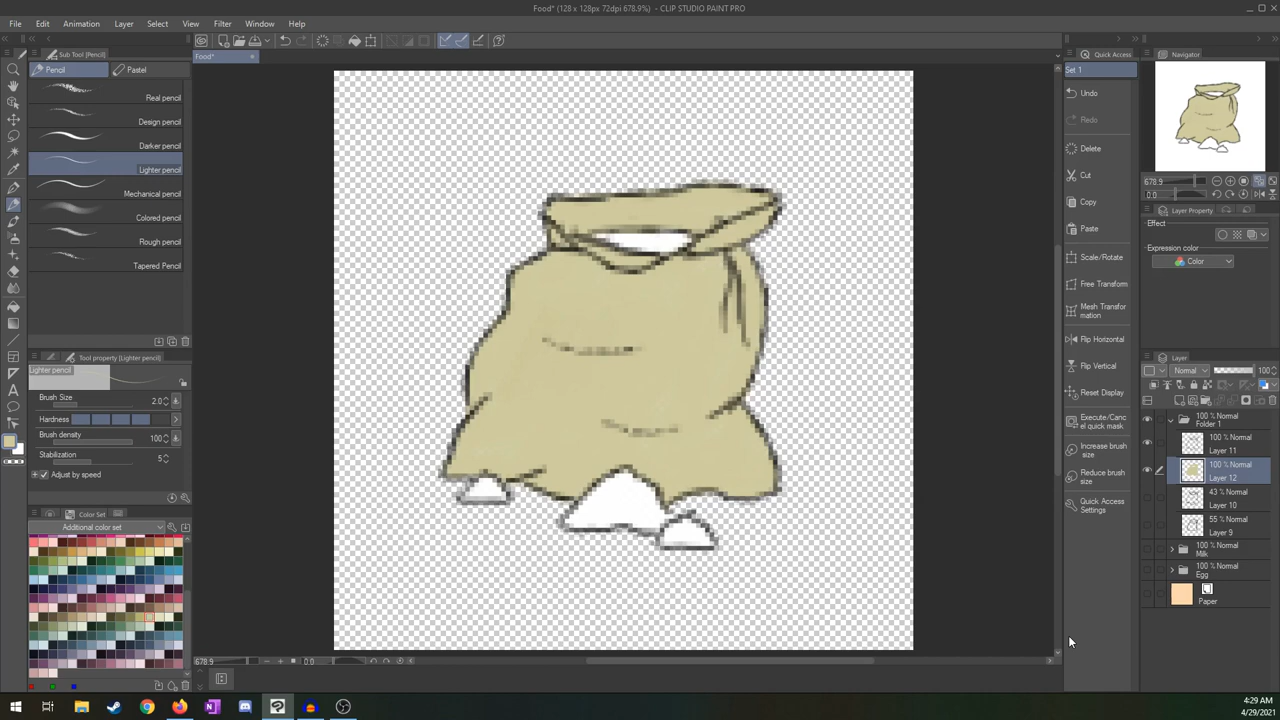 Food* (128 x 128px 72dpi 678.9%) - CLIP STUDIO PAINT PRO
File Edit Animation Layer Select View Filter Window Help
Sub Tool [Pencil]
Food*
Quick Access
Navigator
Pencil Pastel
Set 1
Real pencil
Undo
Design pencil
Redo
Darker pencil
Delete
Lighter pencil
Cut
678.9
Mechanical pencil
0.0
Colored pencil
Copy
Layer Property
Rough pencil
Paste
Effect
Tapered Pencil
Scale/Rotate
Expression color
Color
Free Transform
Mesh Transfor
mation
Flip Horizontal
Tool property [Lighter pencil]
Layer
Lighter pencil
Flip Vertical
Normal 100
Brush Size 2.0
Reset Display
Hardness
Execute/Can
cel quick mask
100 % Normal
Folder 1
Brush density 100
Increase brush
size
100 % Normal
Layer 11
Stabilization 5
Reduce brush
size
100 % Normal
Layer 12
Adjust by speed
Quick Access
Settings
43 % Normal
Layer 10
Color Set
55 % Normal
Layer 9
Additional color set
100 % Normal
Milk
100 % Normal
Egg
Paper
678.9 0.0
4:29 AM
4/29/2021